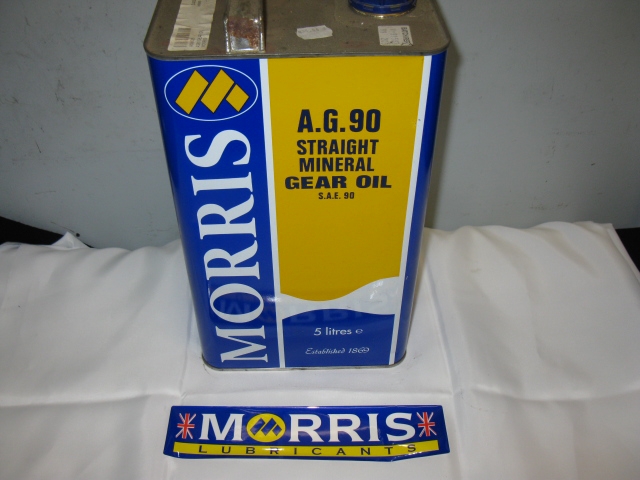 MORRIS
A.G.90
STRAIGHT
MINERAL
GEAR OIL
S.A.E. 90
5 litres e
Established 1869
MORRIS
LUBRICANTS